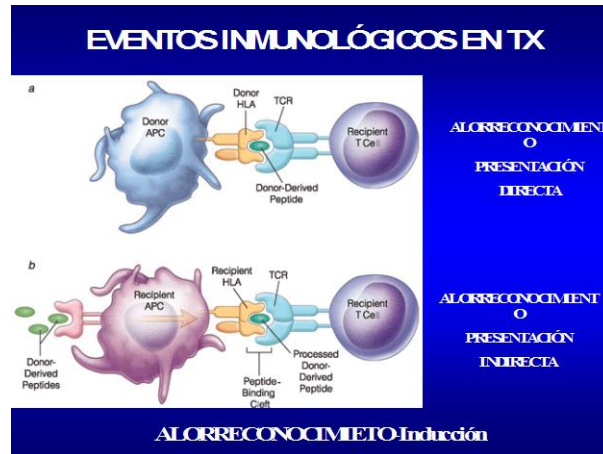 EVENTOS INMUNOLÓGICOS EN TX
a
Donor
APC
Donor
HLA
TCR
Recipient
T Cell
Donor-Derived
Peptide
ALORRECONOCIMIENT
O
PRESENTACIÓN
DIRECTA
b
Donor-
Derived
Peptides
Recipient
APC
Recipient
HLA
TCR
Recipient
T Cell
Peptide-
Binding
Cleft
Processed
Donor-
Derived
Peptide
ALORRECONOCIMIENT
O
PRESENTACIÓN
INDIRECTA
ALORRECONOCIMIETO-Inducción